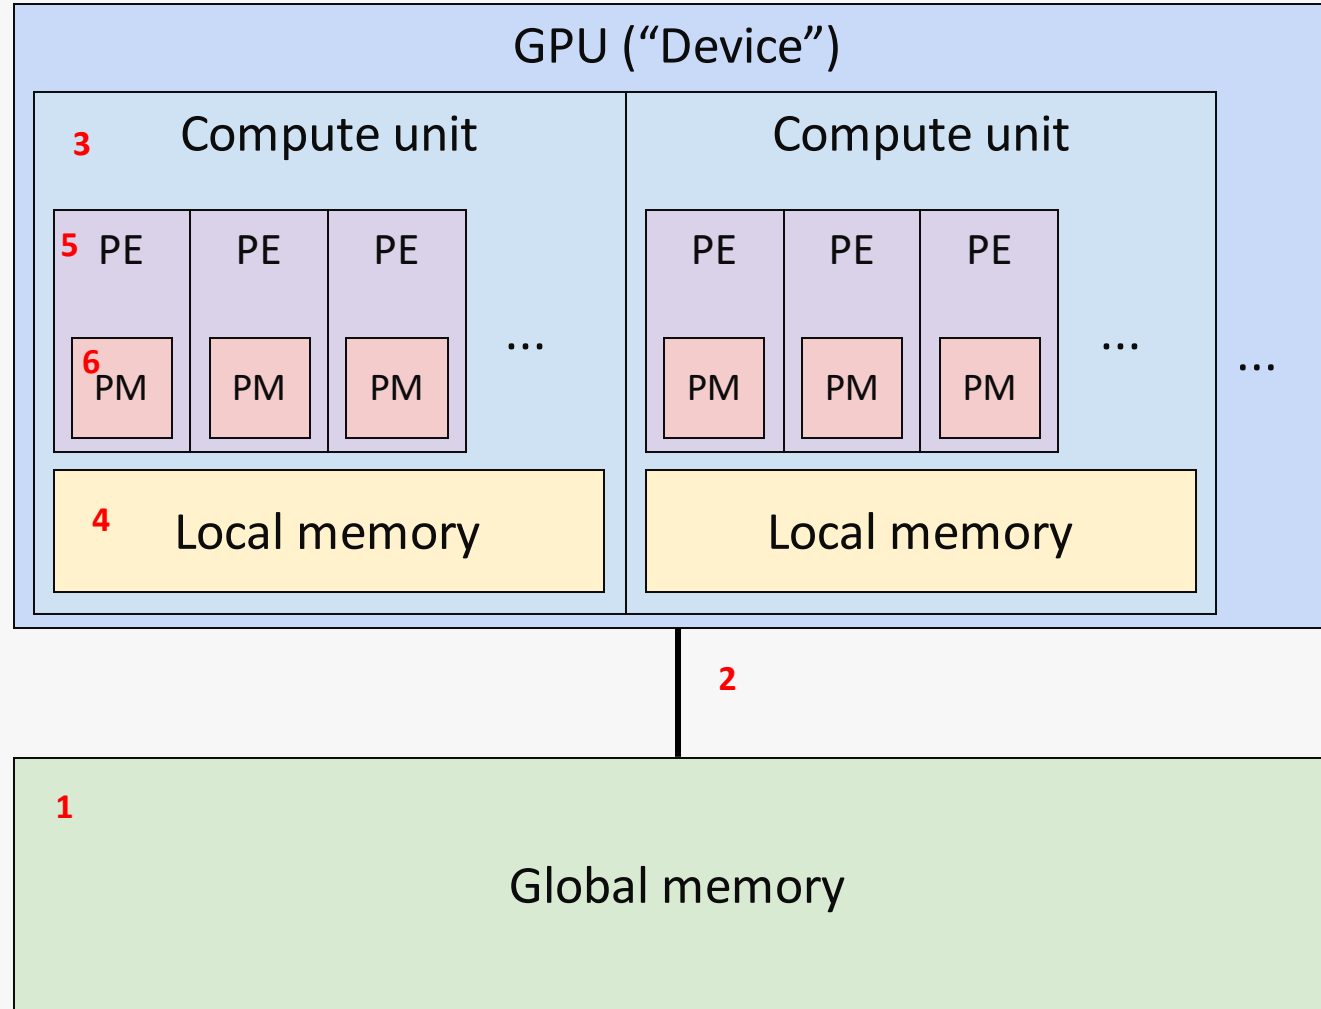 GPU (“Device”)
3 Compute unit
Compute unit
5 PE PE PE
...
PE PE PE
...
...
6 PM PM PM
PM PM PM
4 Local memory
Local memory
2
1
Global memory